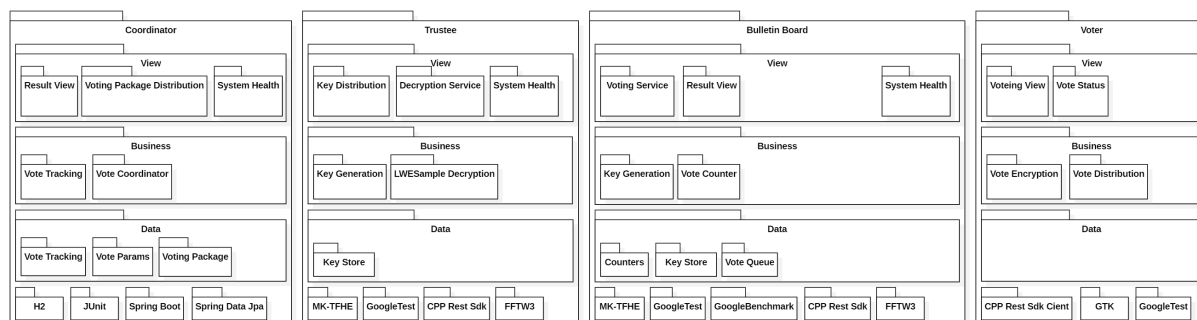 Coordinator
View
Result View
Voting Package Distribution
System Health
Business
Vote Tracking
Vote Coordinator
Data
Vote Tracking
Vote Params
Voting Package
H2
JUnit
Spring Boot
Spring Data Jpa
Trustee
View
Key Distribution
Decryption Service
System Health
Business
Key Generation
LWESample Decryption
Data
Key Store
MK-TFHE
GoogleTest
CPP Rest Sdk
FFTW3
Bulletin Board
View
Voting Service
Result View
System Health
Business
Key Generation
Vote Counter
Data
Counters
Key Store
Vote Queue
MK-TFHE
GoogleTest
GoogleBenchmark
CPP Rest Sdk
FFTW3
Voter
View
Voteing View
Vote Status
Business
Vote Encryption
Vote Distribution
Data
CPP Rest Sdk Cient
GTK
GoogleTest